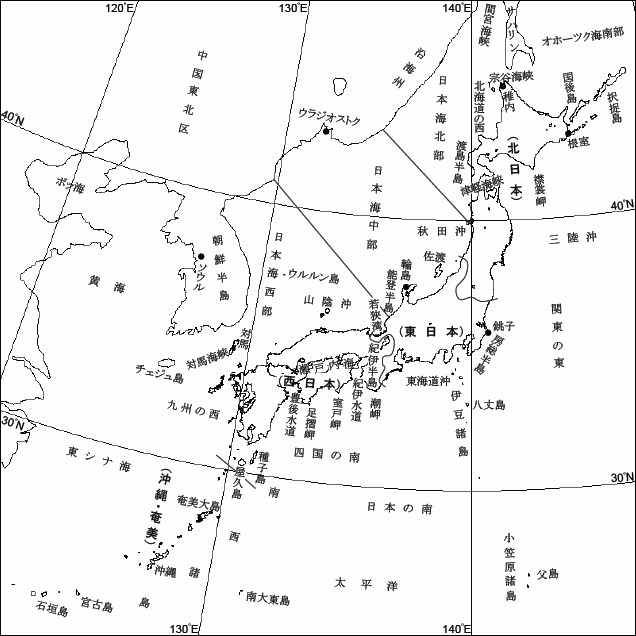 120°E
130°E
140°E
間宮海峡
サハリン
オホーツク海南部
中国東北区
沿海州
日本海北部
宗谷海峡
稚内
北海道の西
国後島
択捉島
40°N
ウラジオストク
渡島半島
(北日本)
根室
ボッ海
日本海中部
津軽海峡
襟裳岬
40°N
朝鮮半島
ソウル
日本海西部
秋田沖
三陸沖
佐渡
輪島
能登半島
黄海
ウルルン島
山陰沖
若狭湾
関東の東
(東日本)
銚子
房総半島
対馬
対馬海峡
チェジュ島
瀬戸内海
(西日本)
紀伊半島
東海道沖
九州の西
豊後水道
足摺岬
室戸岬
紀伊水道
潮岬
伊豆諸島
八丈島
30°N
東シナ海
四国の南
種子島
屋久島
南西諸島
30°N
(沖縄・奄美)
奄美大島
日本の南
沖縄
太平洋
小笠原諸島
父島
石垣島
宮古島
南大東島
130°E
140°E